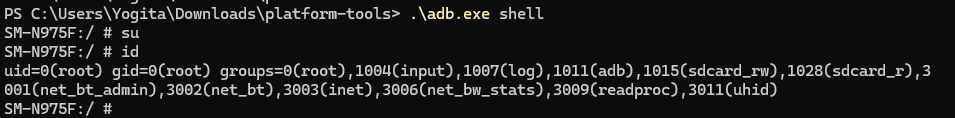 PS C:\Users\Yogita\Downloads\platform-tools> .\adb.exe shell
SM-N975F:/ # su
SM-N975F:/ # id
uid=0(root) gid=0(root) groups=0(root),1004(input),1007(log),1011(adb),1015(sdcard_rw),1028(sdcard_r),3
001(net_bt_admin),3002(net_bt),3003(inet),3006(net_bw_stats),3009(readproc),3011(uhid)
SM-N975F:/ #